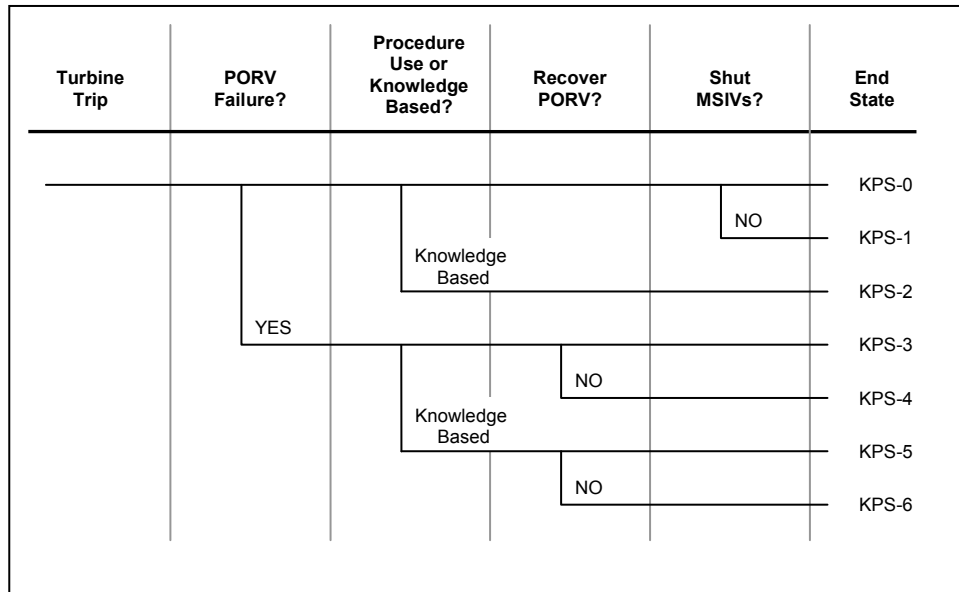 Turbine
Trip
PORV
Failure?
Procedure
Use or
Knowledge
Based?
Recover
PORV?
Shut
MSIVs?
End
State
KPS-0
NO
KPS-1
Knowledge
Based
KPS-2
YES
KPS-3
NO
KPS-4
Knowledge
Based
KPS-5
NO
KPS-6